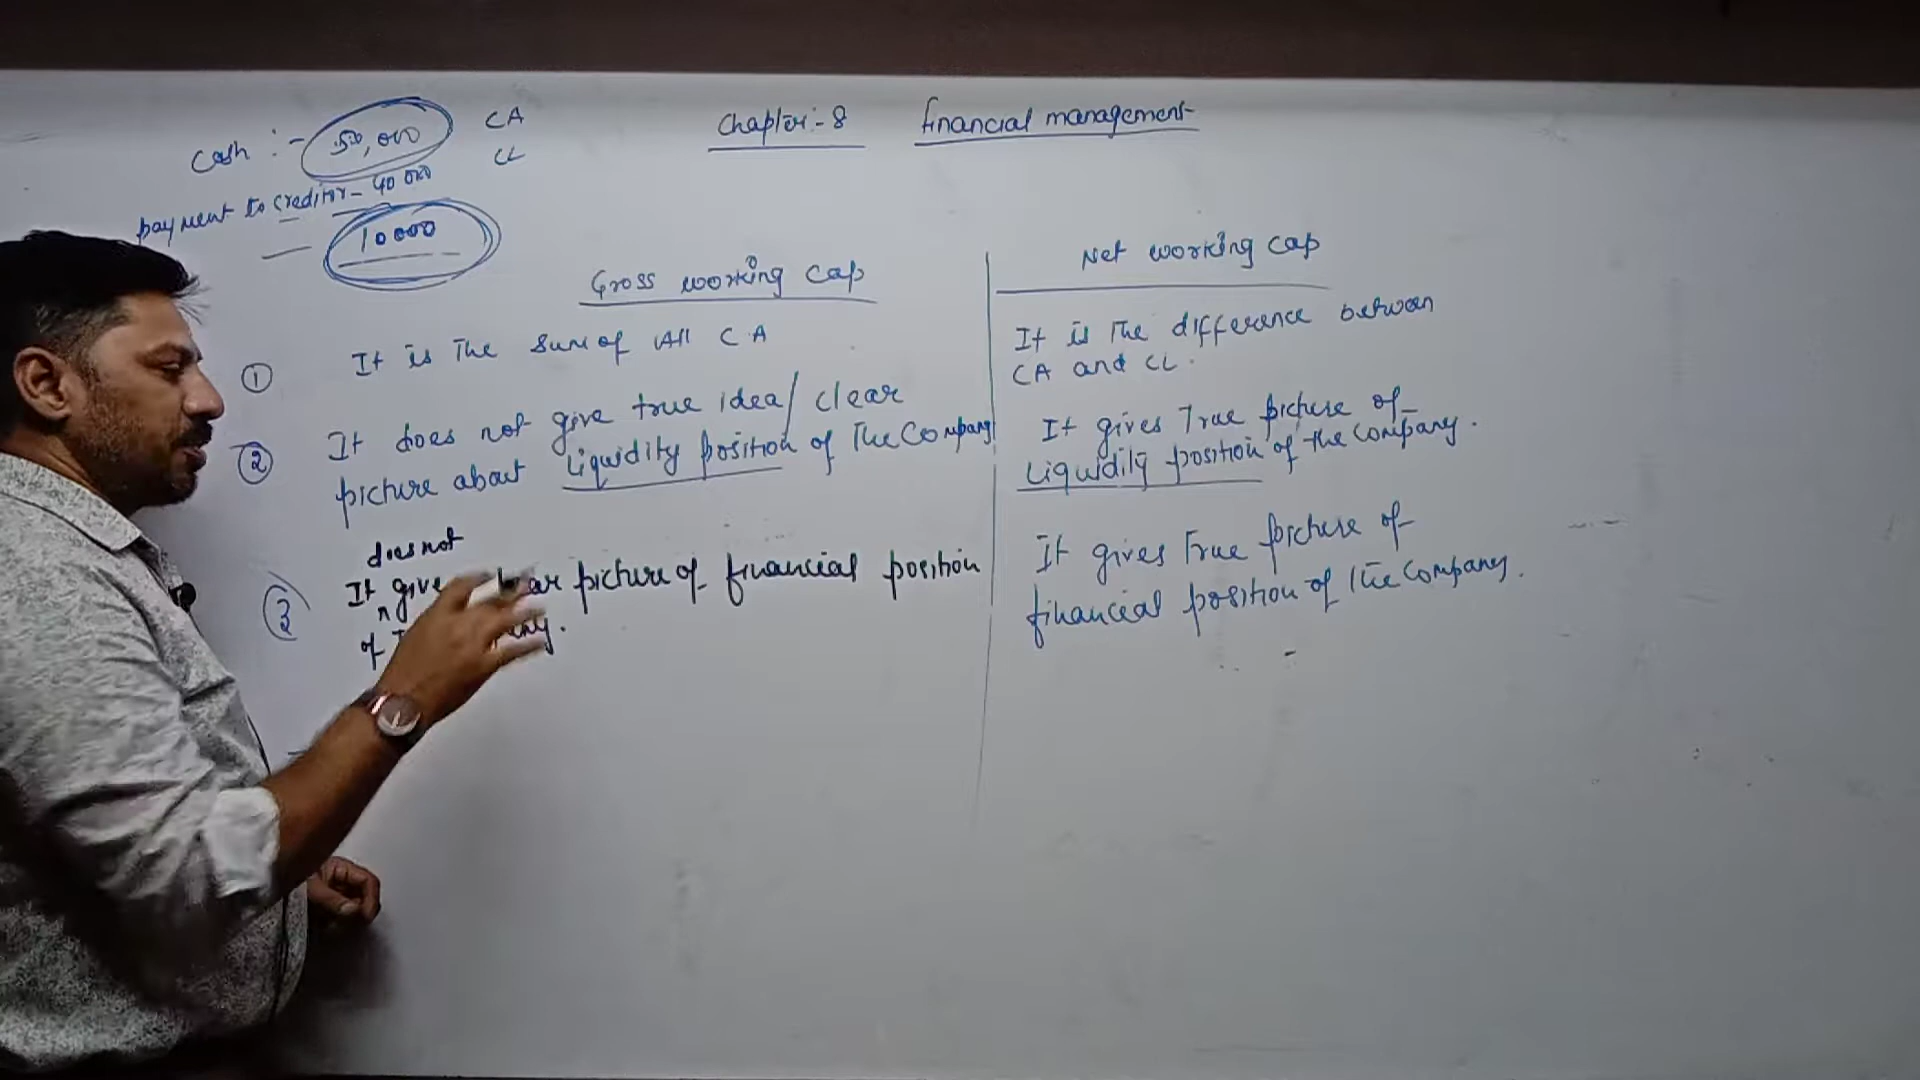 Chapter:-8 financial management
Cash :- 50,000 CA
CL
payment to creditor - 40 000
10000
Gross working cap
Net working cap
① It is The sum of All C A
② It does not give true idea/clear
picture about liquidity position of The Company
③ does not
It give picture of financial position
of
It is The difference between
CA and CL.
It gives True picture of
liquidity position of the company.
It gives True picture of
financial position of The Company.